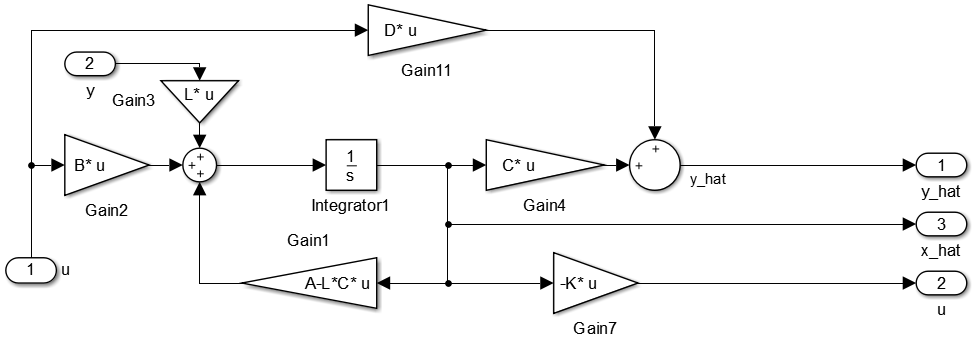 D* u
Gain11
2
y
Gain3
L* u
+
+
+
B* u
Gain2
1
s
Integrator1
C* u
Gain4
+
+
y_hat
1
y_hat
3
x_hat
Gain1
1
u
A-L*C* u
-K* u
Gain7
2
u